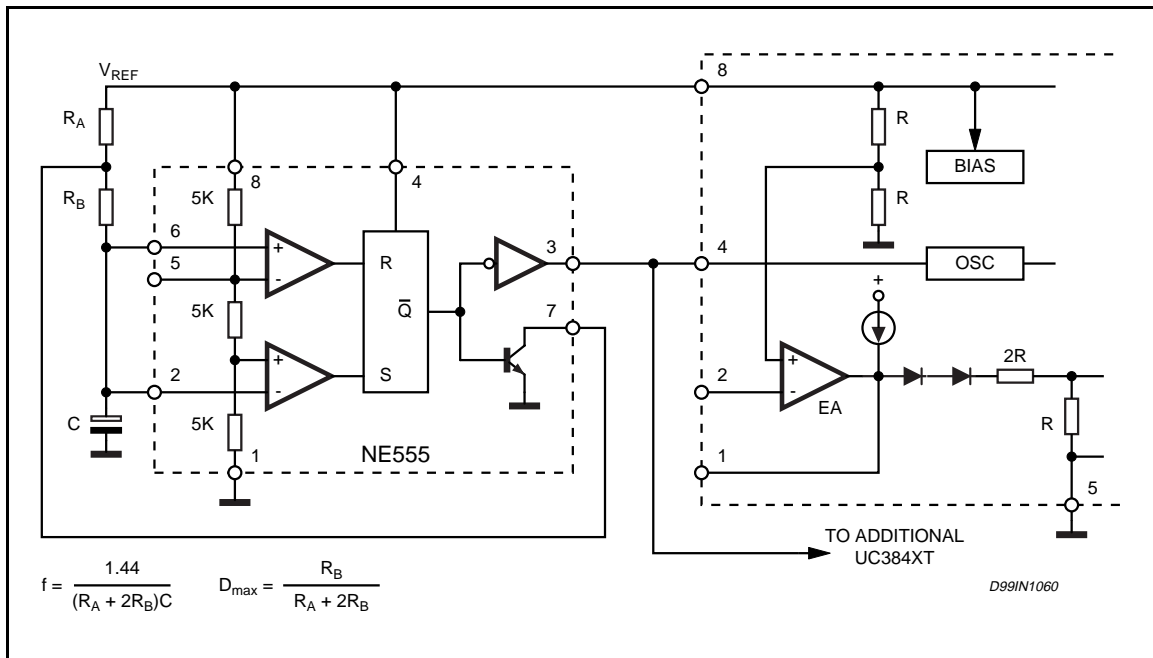 VREF
8
RA
R
8
4
BIAS
RB
5K
R
6
+
3
4
5
-
R
OSC
5K
Q̅
7
+
+
2R
2
+
2
-
S
-
EA
C
5K
R
1
NE555
1
5
TO ADDITIONAL
UC384XT
f = 1.44 / (RA + 2RB)C
Dmax = RB / RA + 2RB
D99IN1060